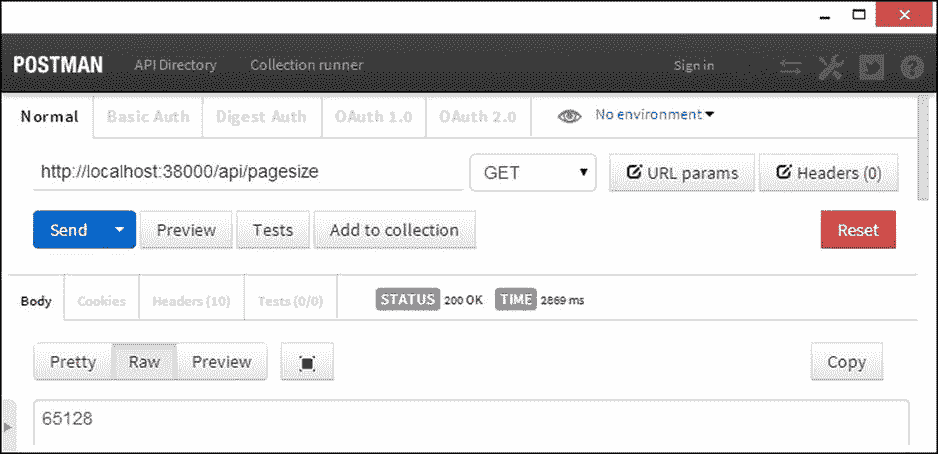 POSTMAN API Directory Collection runner Sign in
Normal Basic Auth Digest Auth OAuth 1.0 OAuth 2.0 No environment
http://localhost:38000/api/pagesize GET URL params Headers (0)
Send Preview Tests Add to collection Reset
Body Cookies Headers (10) Tests (0/0) STATUS 200 OK TIME 2869 ms
Pretty Raw Preview Copy
65128